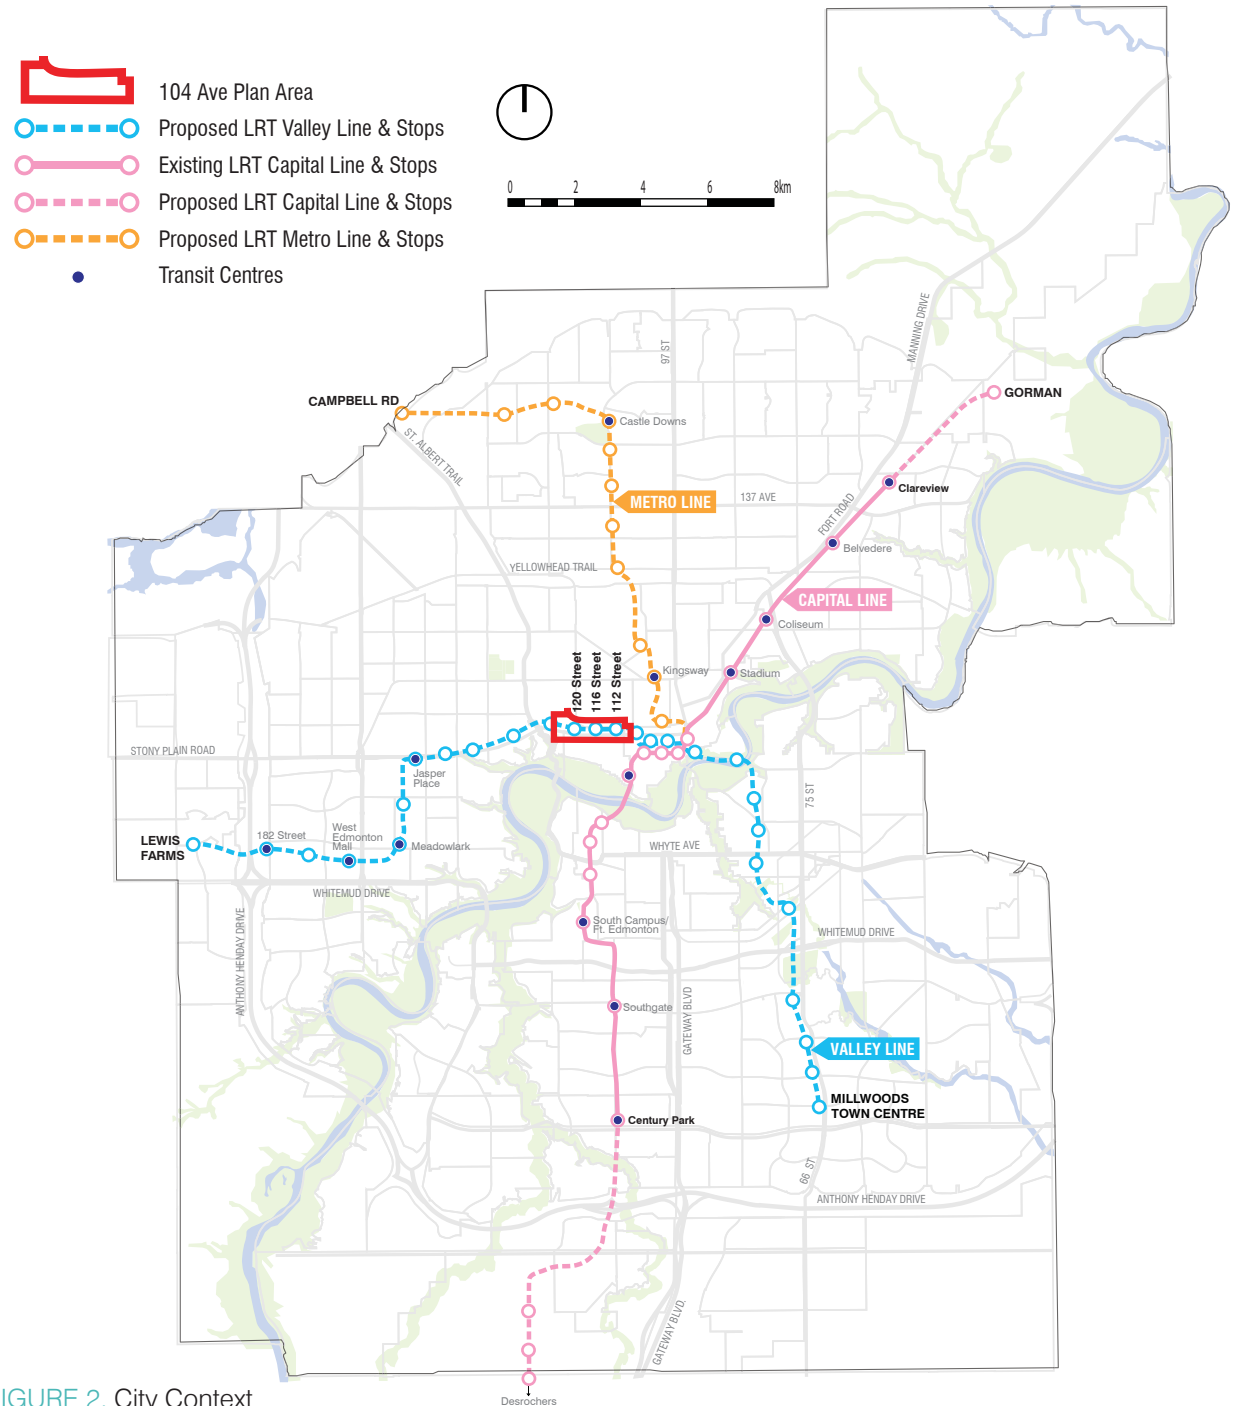 104 Ave Plan Area
Proposed LRT Valley Line & Stops
Existing LRT Capital Line & Stops
Proposed LRT Capital Line & Stops
Proposed LRT Metro Line & Stops
Transit Centres
0 2 4 6 8km
MANNING DRIVE
97 ST
CAMPBELL RD
GORMAN
Castle Downs
ST. ALBERT TRAIL
Clareview
METRO LINE
137 AVE
FORT ROAD
Belvedere
YELLOWHEAD TRAIL
CAPITAL LINE
Coliseum
120 Street
116 Street
112 Street
Kingsway
Stadium
STONY PLAIN ROAD
Jasper
Place
75 ST
LEWIS
FARMS
182 Street
West
Edmonton
Mall
Meadowlark
WHYTE AVE
WHITEMUD DRIVE
ANTHONY HENDAY DRIVE
South Campus/
Ft. Edmonton
WHITEMUD DRIVE
Southgate
GATEWAY BLVD
VALLEY LINE
MILLWOODS
TOWN CENTRE
Century Park
66 ST
ANTHONY HENDAY DRIVE
GATEWAY BLVD.
Desrochers
IGURE 2. City Context